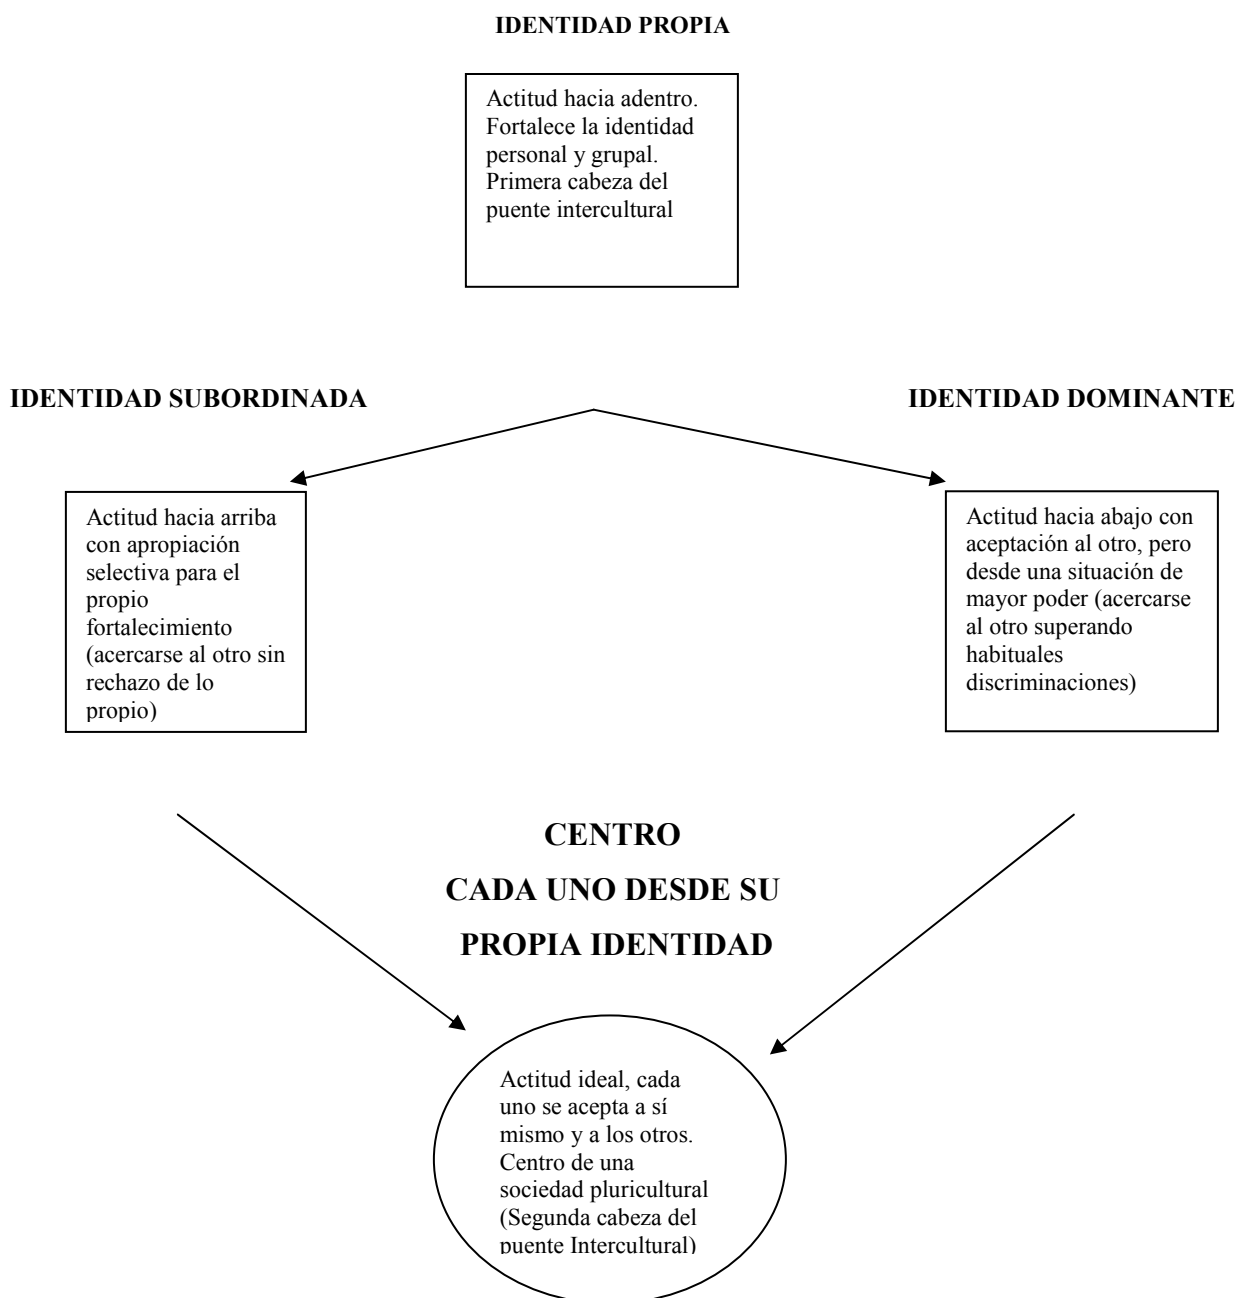 IDENTIDAD PROPIA
Actitud hacia adentro.
Fortalece la identidad
personal y grupal.
Primera cabeza del
puente intercultural
IDENTIDAD SUBORDINADA
IDENTIDAD DOMINANTE
Actitud hacia arriba
con apropiación
selectiva para el
propio
fortalecimiento
(acercarse al otro sin
rechazo de lo
propio)
Actitud hacia abajo con
aceptación al otro, pero
desde una situación de
mayor poder (acercarse
al otro superando
habituales
discriminaciones)
CENTRO
CADA UNO DESDE SU
PROPIA IDENTIDAD
Actitud ideal, cada
uno se acepta a sí
mismo y a los otros.
Centro de una
sociedad pluricultural
(Segunda cabeza del
puente Intercultural)